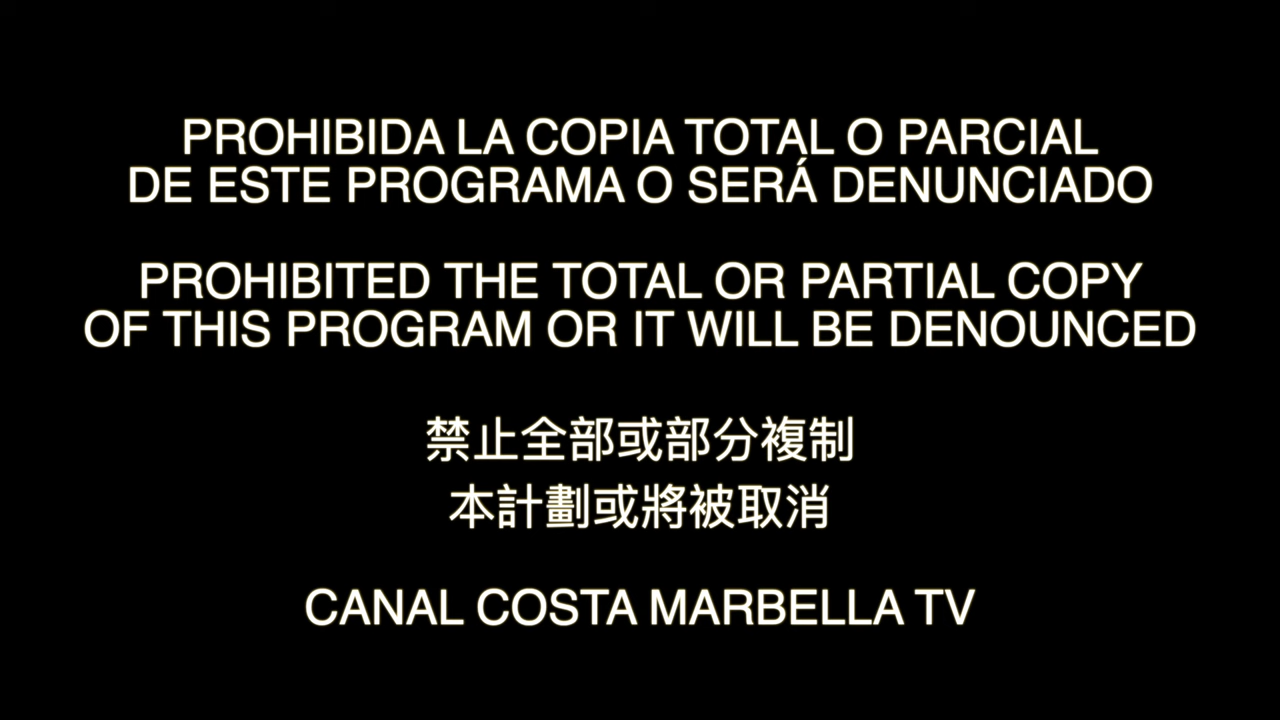 PROHIBIDA LA COPIA TOTAL O PARCIAL
DE ESTE PROGRAMA O SERÁ DENUNCIADO
PROHIBITED THE TOTAL OR PARTIAL COPY
OF THIS PROGRAM OR IT WILL BE DENOUNCED
禁止全部或部分複制
本計劃或將被取消
CANAL COSTA MARBELLA TV